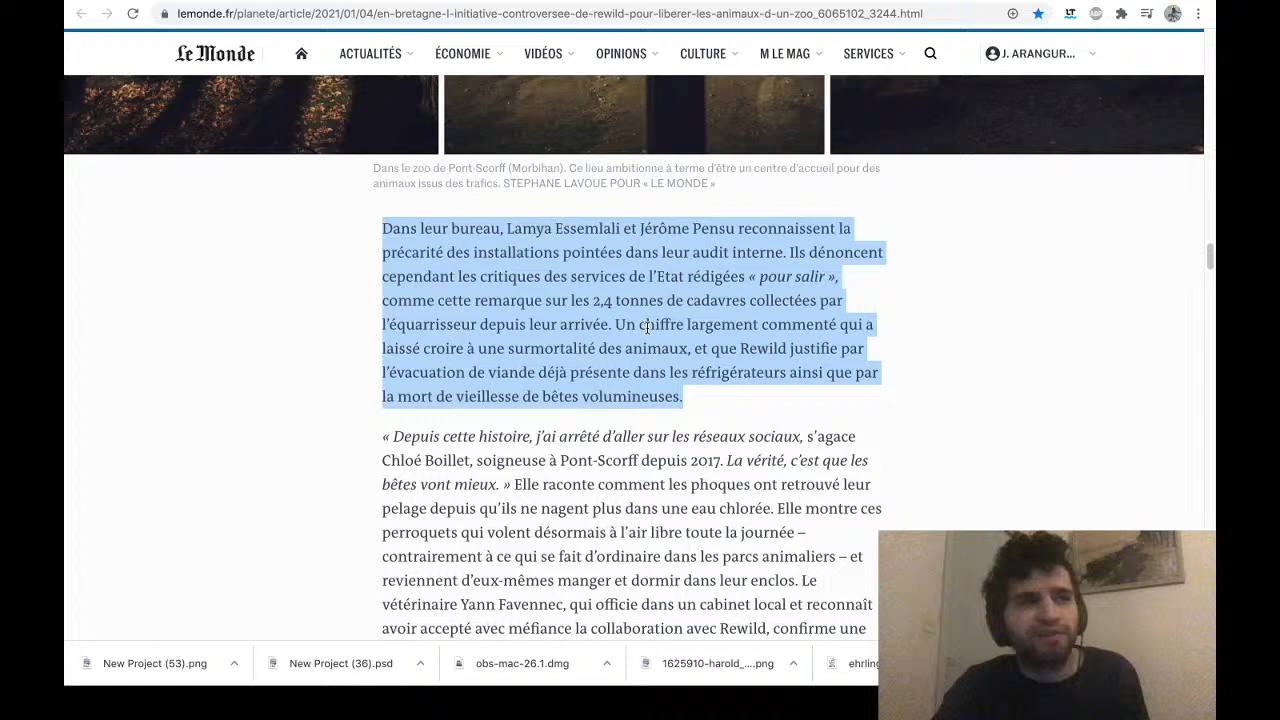 lemonde.fr/planete/article/2021/01/04/en-bretagne-l-initiative-controversee-de-rewild-pour-liberer-les-animaux-d-un-zoo_6065102_3244.html
Le Monde
ACTUALITÉS
ÉCONOMIE
VIDÉOS
OPINIONS
CULTURE
M LE MAG
SERVICES
J. ARANGUR...
Dans le zoo de Pont-Scorff (Morbihan). Ce lieu ambitionne à terme d’être un centre d’accueil pour des
animaux issus des trafics. STEPHANE LAVOUE POUR « LE MONDE »
Dans leur bureau, Lamya Essemlali et Jérôme Pensu reconnaissent la
précarité des installations pointées dans leur audit interne. Ils dénoncent
cependant les critiques des services de l’Etat rédigées « pour salir »,
comme cette remarque sur les 2,4 tonnes de cadavres collectées par
l’équarrisseur depuis leur arrivée. Un chiffre largement commenté qui a
laissé croire à une surmortalité des animaux, et que Rewild justifie par
l’évacuation de viande déjà présente dans les réfrigérateurs ainsi que par
la mort de vieillesse de bêtes volumineuses.
« Depuis cette histoire, j’ai arrêté d’aller sur les réseaux sociaux, s’agace
Chloé Boillet, soigneuse à Pont-Scorff depuis 2017. La vérité, c’est que les
bêtes vont mieux. » Elle raconte comment les phoques ont retrouvé leur
pelage depuis qu’ils ne nagent plus dans une eau chlorée. Elle montre ces
perroquets qui volent désormais à l’air libre toute la journée –
contrairement à ce qui se fait d’ordinaire dans les parcs animaliers – et
reviennent d’eux-mêmes manger et dormir dans leur enclos. Le
vétérinaire Yann Favennec, qui officie dans un cabinet local et reconnaît
avoir accepté avec méfiance la collaboration avec Rewild, confirme une
New Project (53).png
New Project (36).psd
obs-mac-26.1.dmg
1625910-harold_....png
ehrling